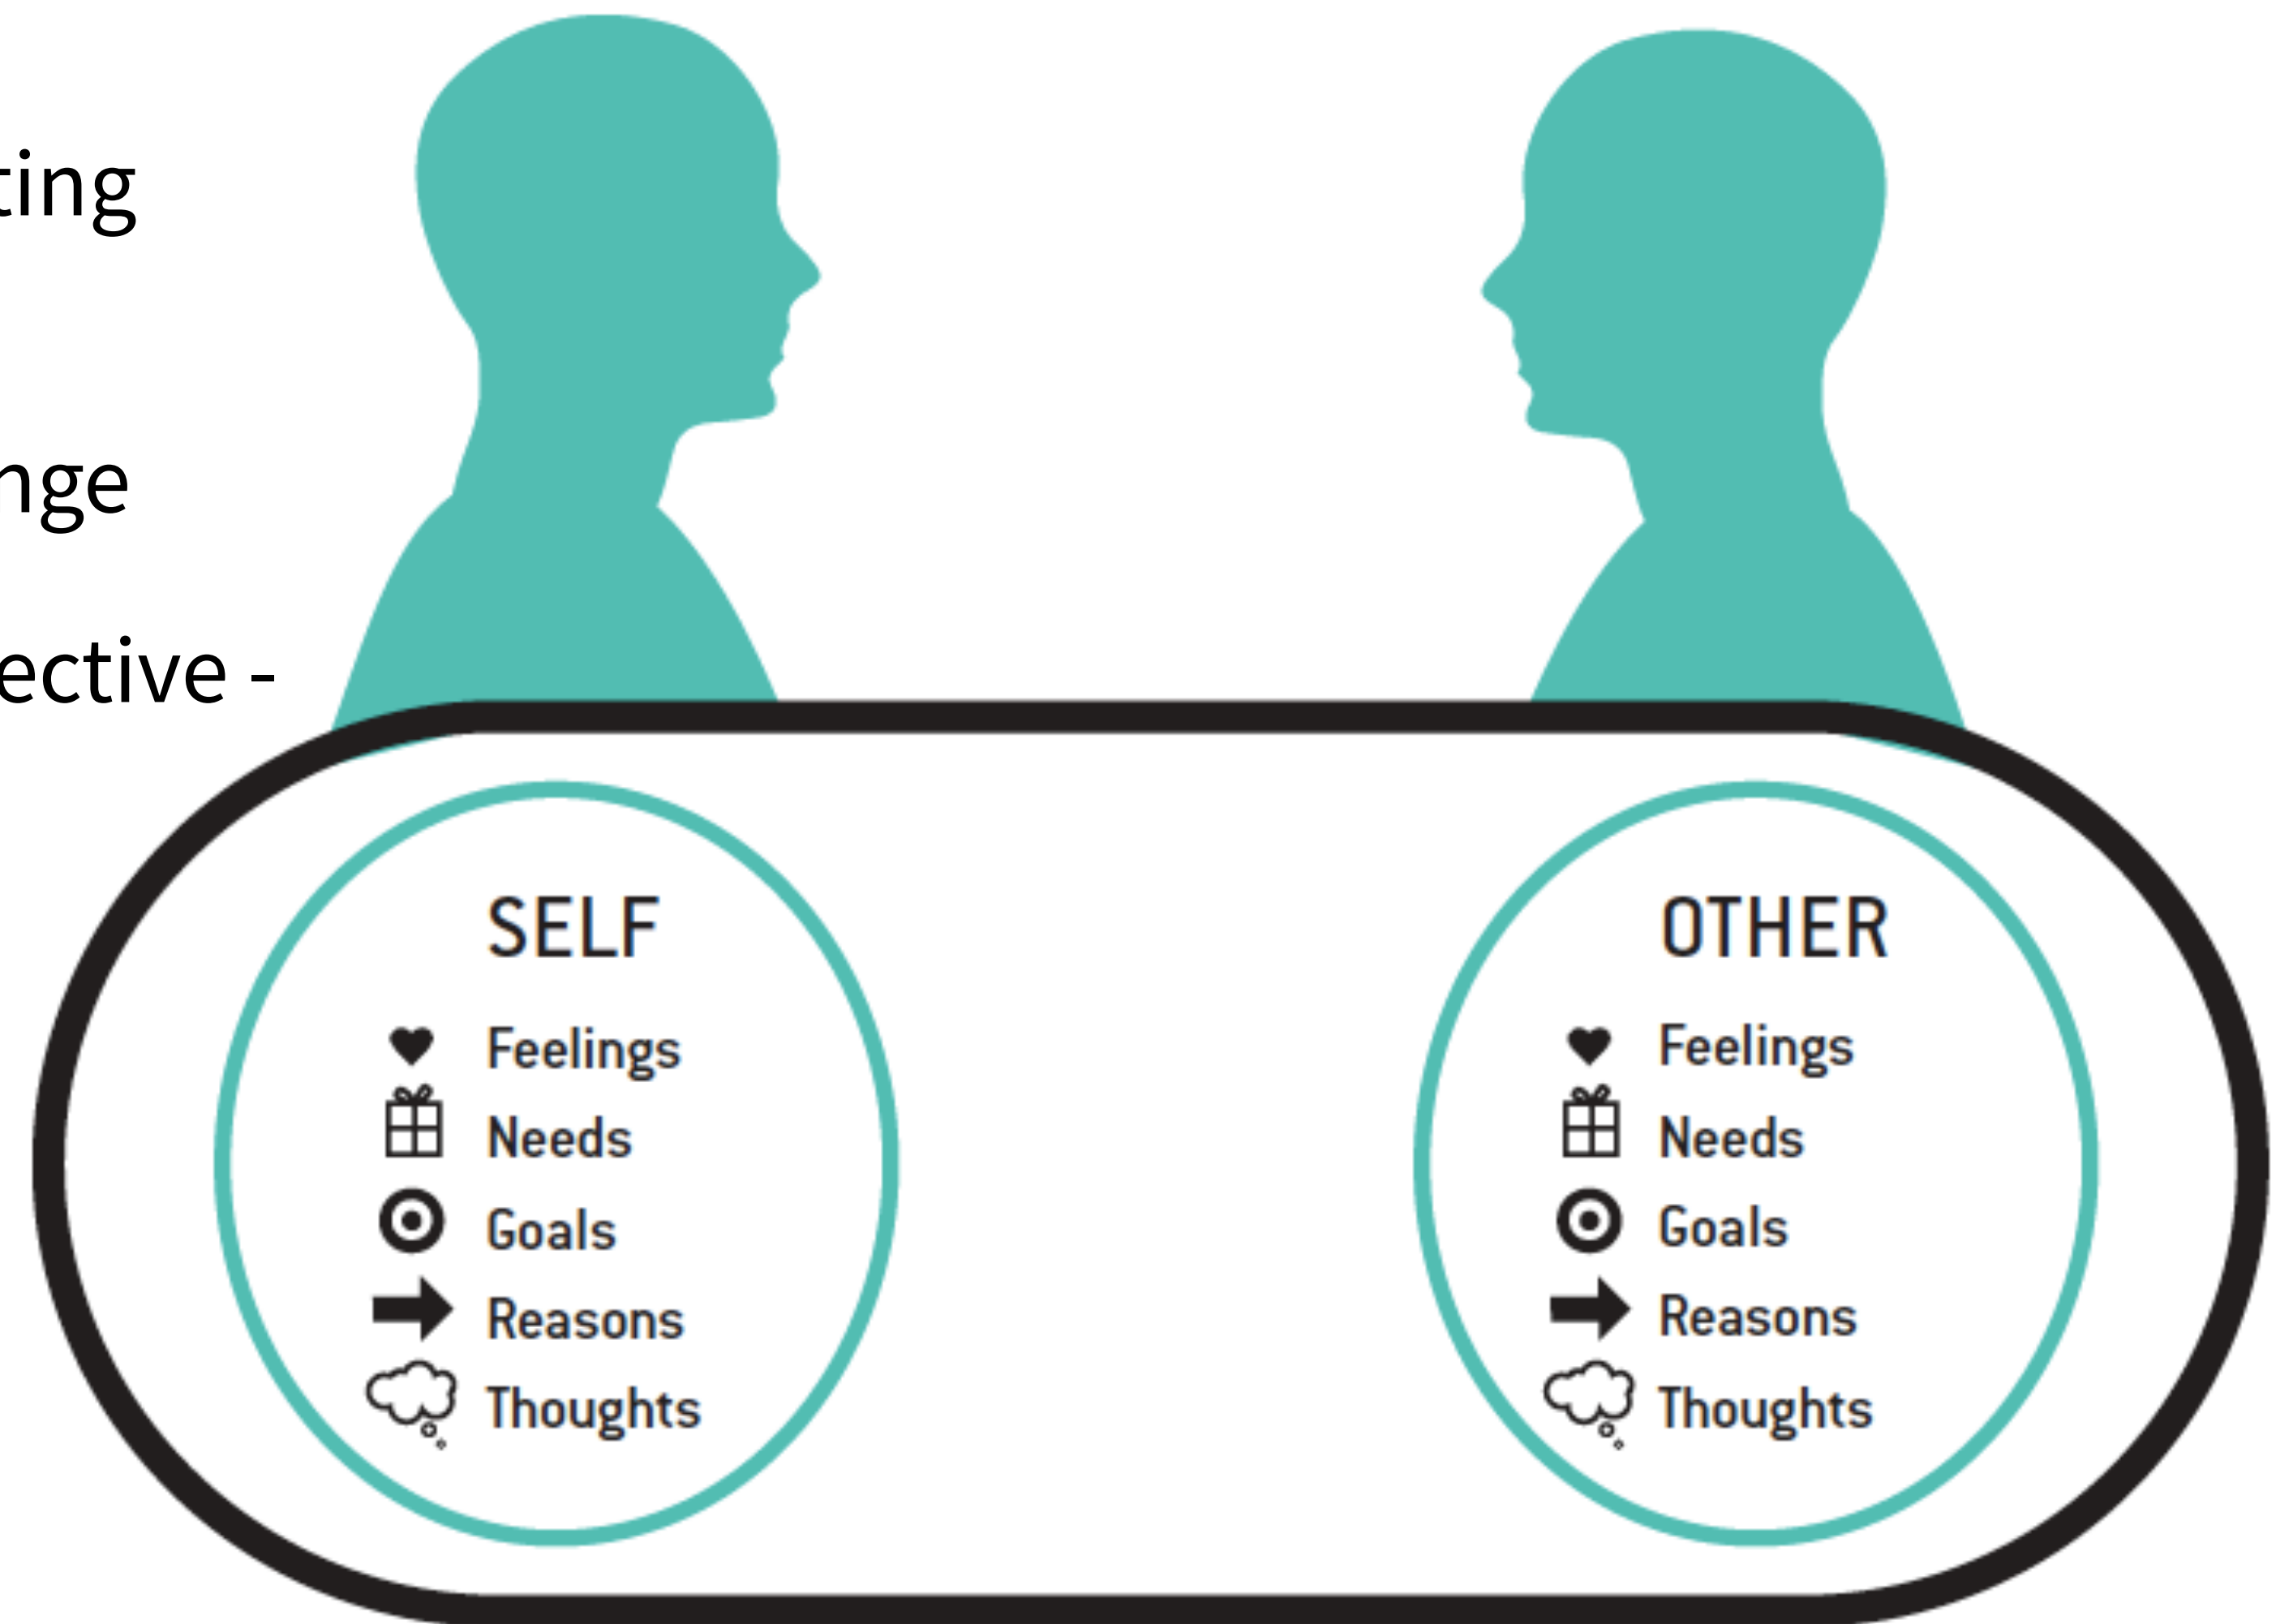 ting
nge
ective -
SELF
Feelings
Needs
Goals
Reasons
Thoughts
OTHER
Feelings
Needs
Goals
Reasons
Thoughts